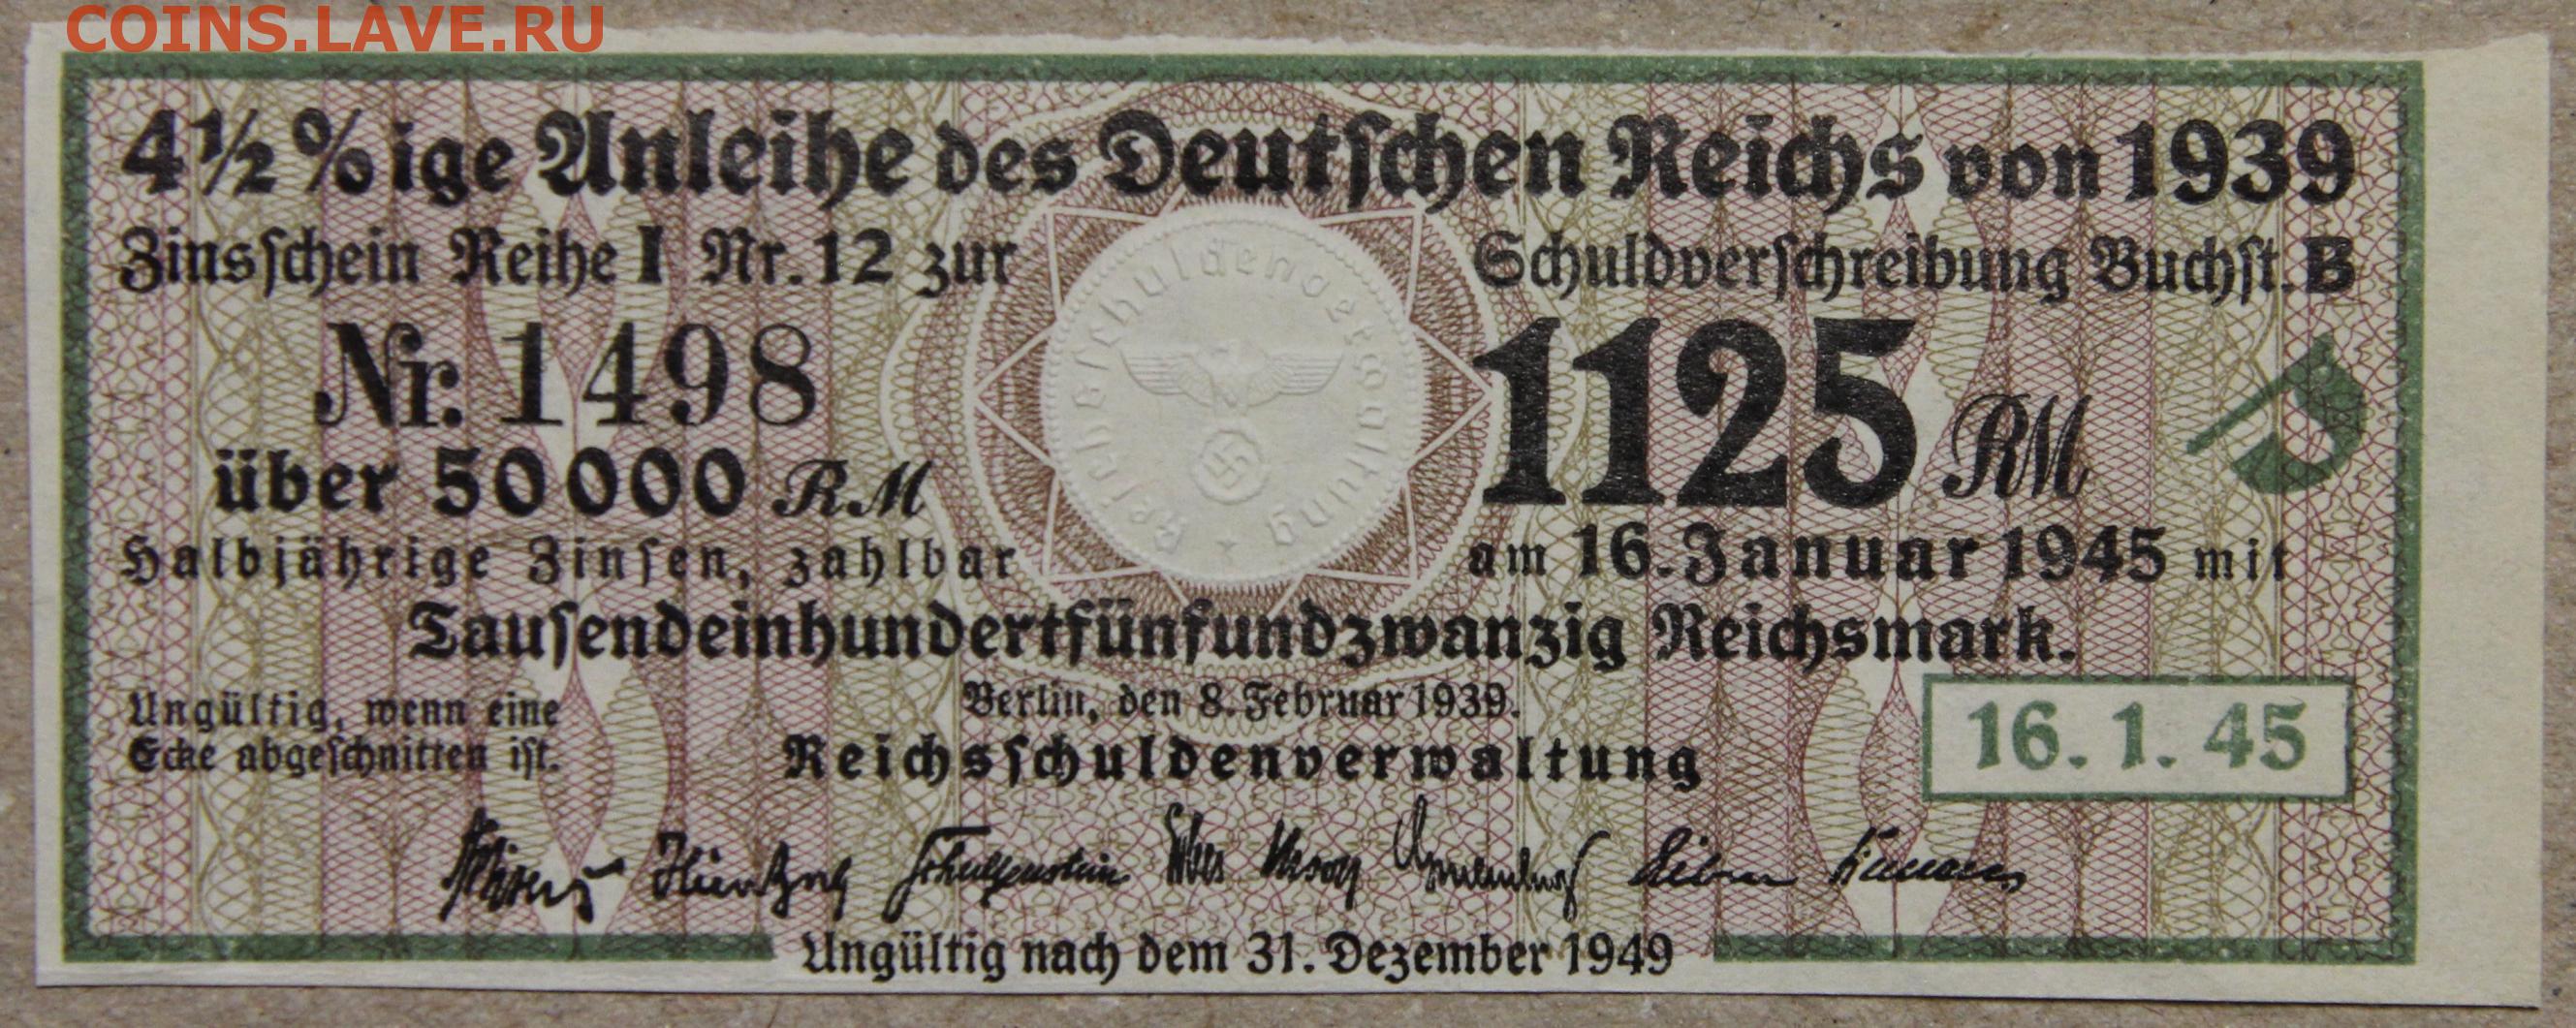 COINS.LAVE.RU
4½%ige Anleihe des Deutschen Reichs von 1939
Zinsschein Reihe I Nr. 12 zur
Schuldverschreibung Buchst. B
Nr. 1498
über 50000 RM
Reichsschuldenverwaltung
1125 RM
Halbjährige Zinsen, zahlbar am 16. Januar 1945 mit
Tausendeinhundertfünfundzwanzig Reichsmark.
Ungültig, wenn eine
Ecke abgeschnitten ist.
Berlin, den 8. Februar 1939.
Reichsschuldenverwaltung
16. 1. 45
Ungültig nach dem 31. Dezember 1949